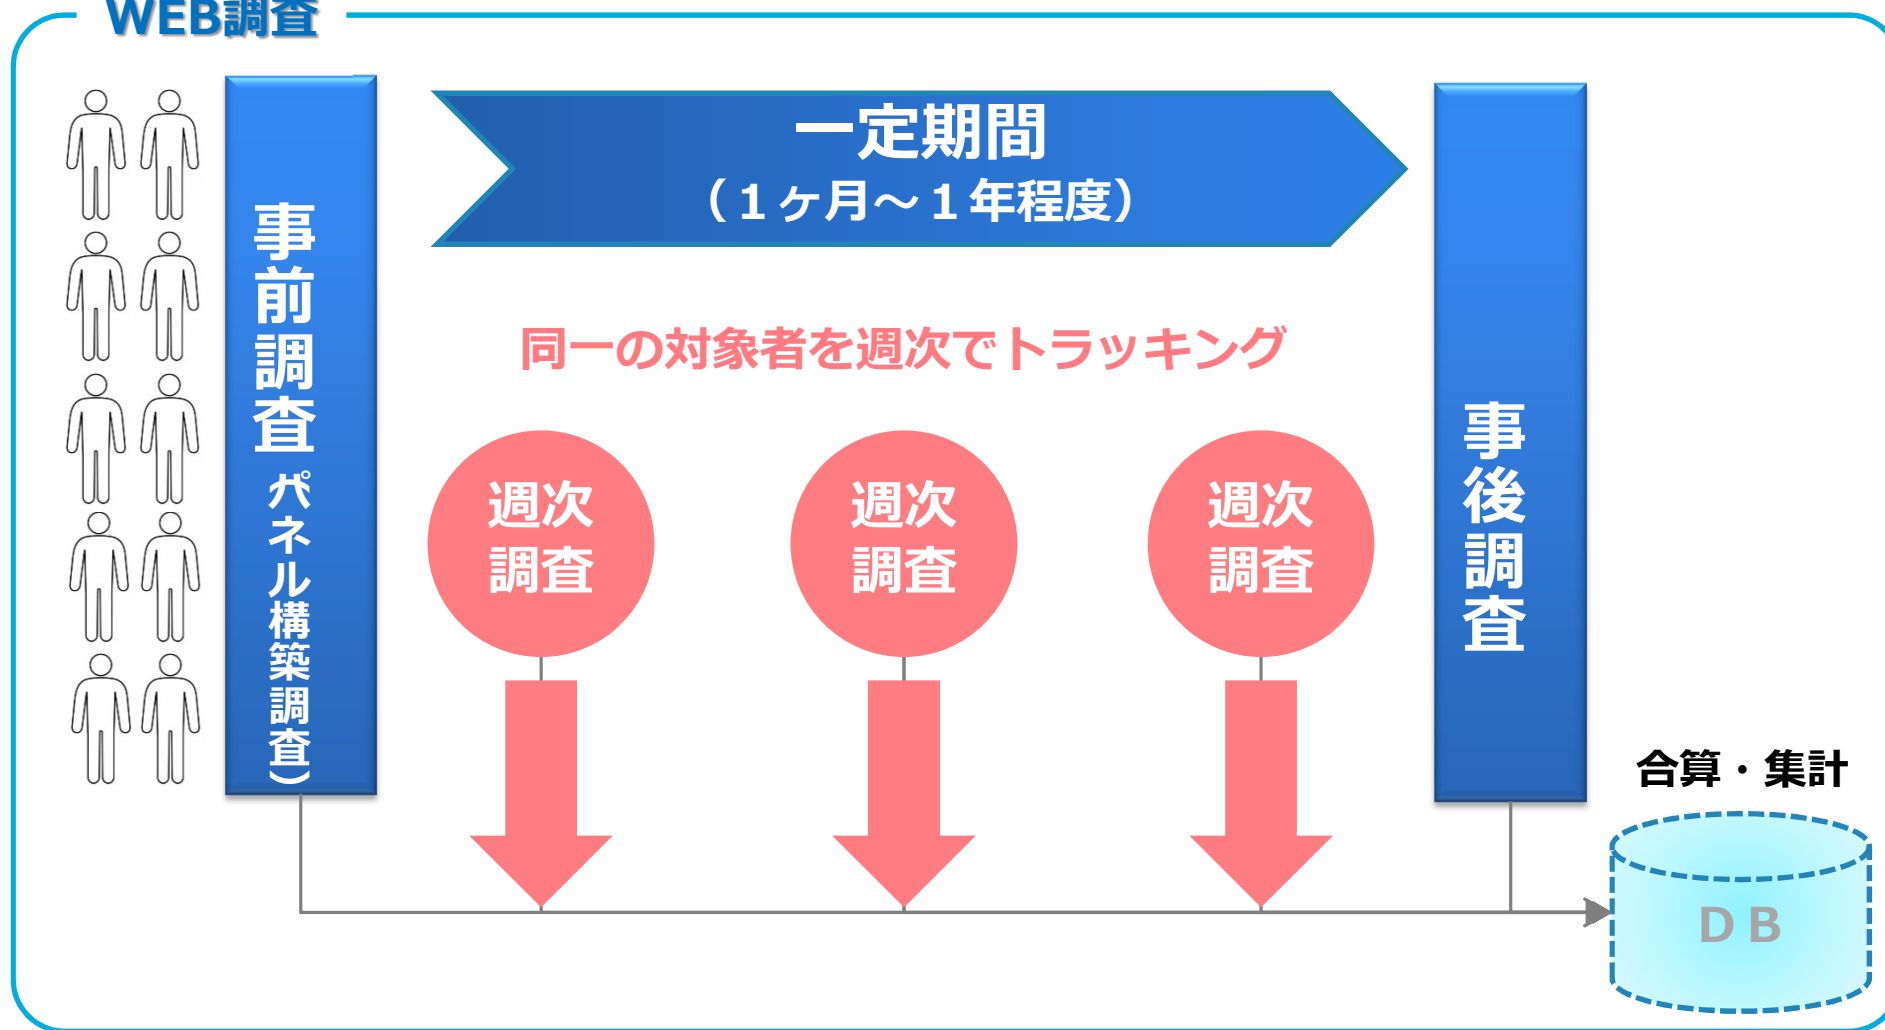 WEB調査
一定期間
（１ヶ月～１年程度）
事前調査（パネル構築調査）
同一の対象者を週次でトラッキング
週次
調査
週次
調査
週次
調査
事後調査
合算・集計
ＤＢ